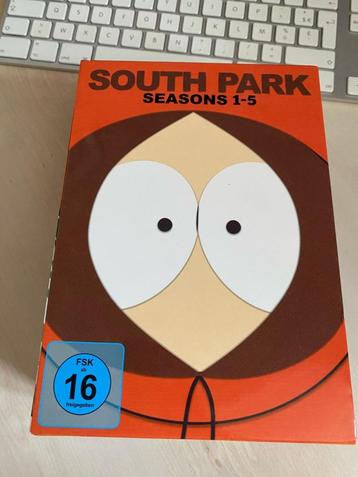 SOUTH PARK
SEASONS 1-5
FSK
ab
16
freigegeben